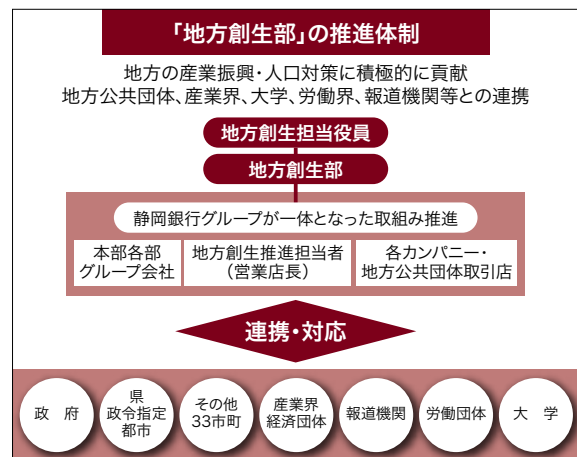 「地方創生部」の推進体制
地方の産業振興・人口対策に積極的に貢献
地方公共団体、産業界、大学、労働界、報道機関等との連携
地方創生担当役員
地方創生部
静岡銀行グループが一体となった取組み推進
本部各部
グループ会社
地方創生推進担当者
（営業店長）
各カンパニー・
地方公共団体取引店
連携・対応
政　府
県
政令指定
都市
その他
33市町
産業界
経済団体
報道機関
労働団体
大　学